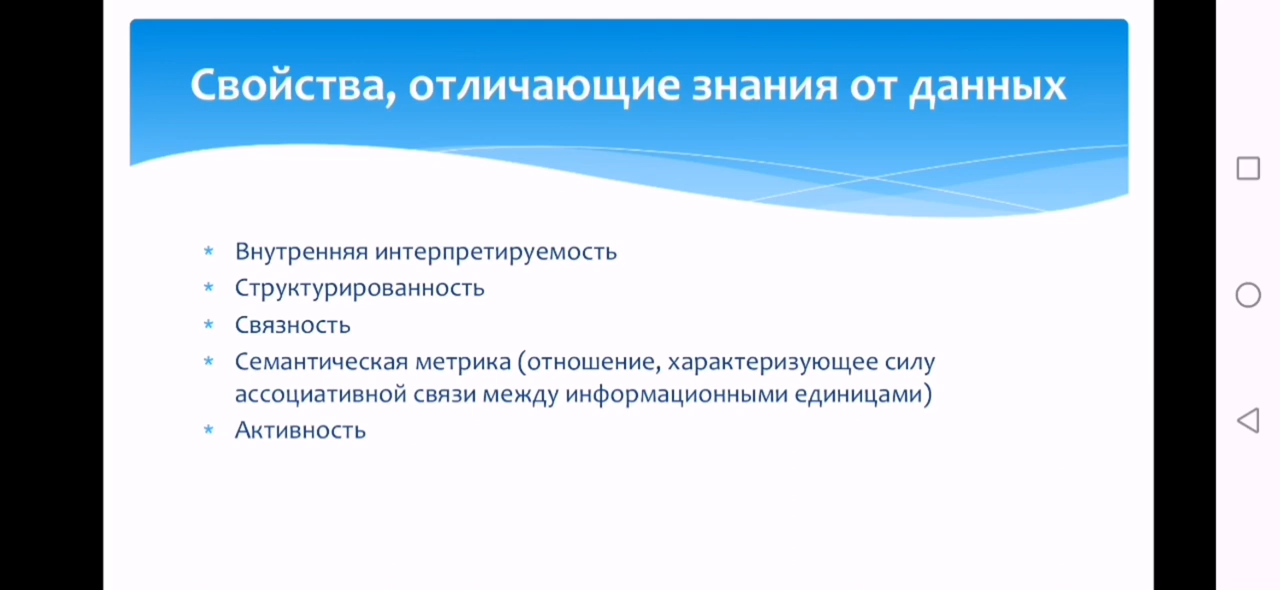 Свойства, отличающие знания от данных
* Внутренняя интерпретируемость
* Структурированность
* Связность
* Семантическая метрика (отношение, характеризующее силу
ассоциативной связи между информационными единицами)
* Активность